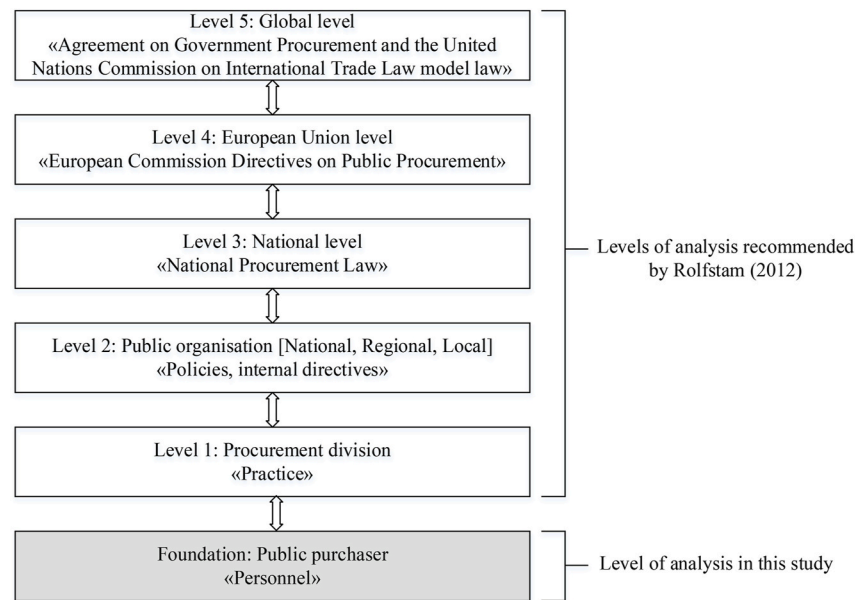 Level 5: Global level
«Agreement on Government Procurement and the United
Nations Commission on International Trade Law model law»
Level 4: European Union level
«European Commission Directives on Public Procurement»
Level 3: National level
«National Procurement Law»
Levels of analysis recommended
by Rolfstam (2012)
Level 2: Public organisation [National, Regional, Local]
«Policies, internal directives»
Level 1: Procurement division
«Practice»
Foundation: Public purchaser
«Personnel»
Level of analysis in this study